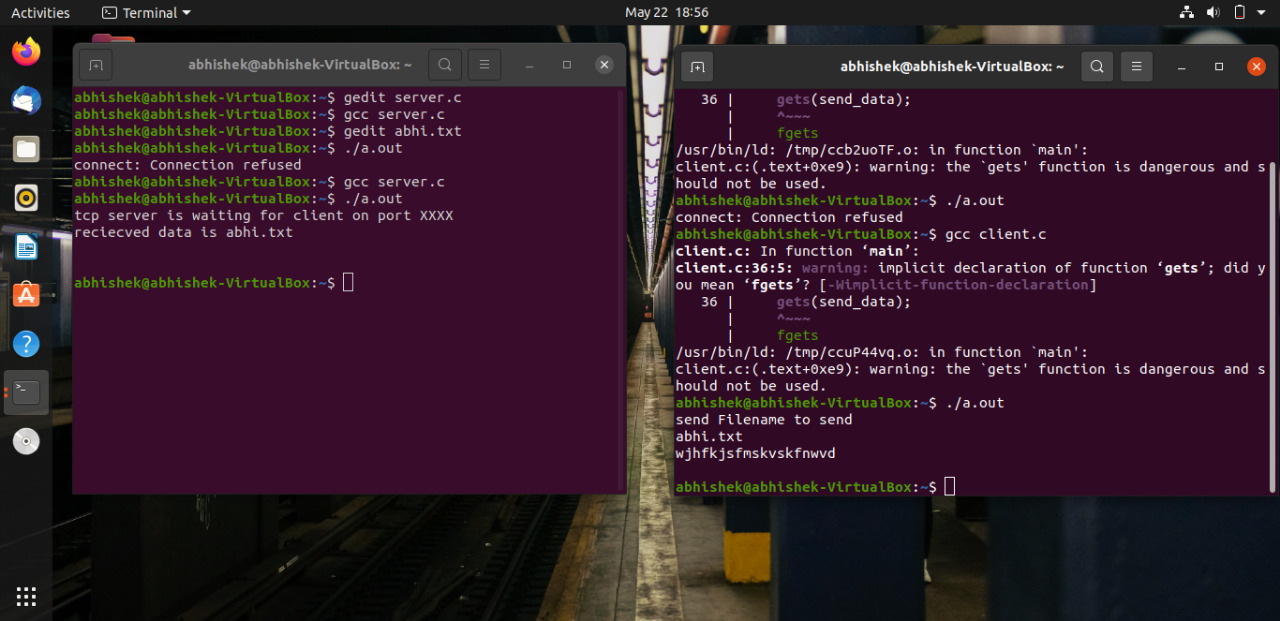 Activities
Terminal
May 22 18:56
abhishek@abhishek-VirtualBox: ~
abhishek@abhishek-VirtualBox:~$ gedit server.c
abhishek@abhishek-VirtualBox:~$ gcc server.c
abhishek@abhishek-VirtualBox:~$ gedit abhi.txt
abhishek@abhishek-VirtualBox:~$ ./a.out
connect: Connection refused
abhishek@abhishek-VirtualBox:~$ gcc server.c
abhishek@abhishek-VirtualBox:~$ ./a.out
tcp server is waiting for client on port XXXX
reciecved data is abhi.txt
abhishek@abhishek-VirtualBox:~$
abhishek@abhishek-VirtualBox: ~
36 | gets(send_data);
| ^~~~
| fgets
/usr/bin/ld: /tmp/ccb2uoTF.o: in function `main':
client.c:(.text+0xe9): warning: the `gets' function is dangerous and s
hould not be used.
abhishek@abhishek-VirtualBox:~$ ./a.out
connect: Connection refused
abhishek@abhishek-VirtualBox:~$ gcc client.c
client.c: In function ‘main’:
client.c:36:5: warning: implicit declaration of function ‘gets’; did y
ou mean ‘fgets’? [-Wimplicit-function-declaration]
36 | gets(send_data);
| ^~~~
| fgets
/usr/bin/ld: /tmp/ccuP44vq.o: in function `main':
client.c:(.text+0xe9): warning: the `gets' function is dangerous and s
hould not be used.
abhishek@abhishek-VirtualBox:~$ ./a.out
send Filename to send
abhi.txt
wjhfkjsfmskvskfnwvd
abhishek@abhishek-VirtualBox:~$